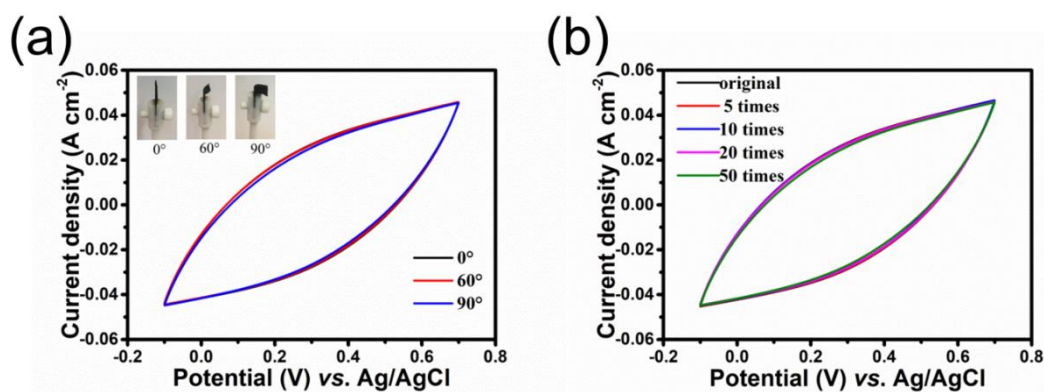 (a)
0.06
0.04
0.02
0.00
-0.02
-0.04
-0.06
Current density (A cm-2)
0° 60° 90°
0°
60°
90°
-0.2 0.0 0.2 0.4 0.6 0.8
Potential (V) vs. Ag/AgCl
(b)
0.06
0.04
0.02
0.00
-0.02
-0.04
-0.06
Current density (A cm-2)
original
5 times
10 times
20 times
50 times
-0.2 0.0 0.2 0.4 0.6 0.8
Potential (V) vs. Ag/AgCl